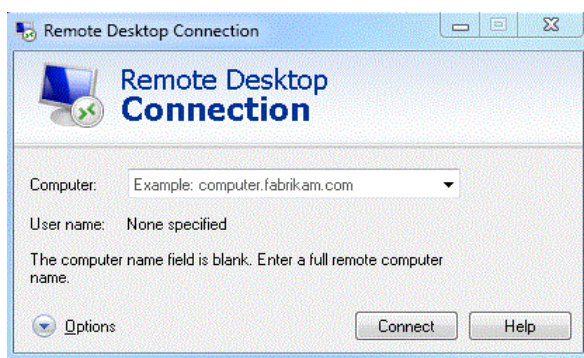 Remote Desktop Connection
Remote Desktop
Connection
Computer: Example: computer.fabrikam.com
User name: None specified
The computer name field is blank. Enter a full remote computer
name.
Options Connect Help